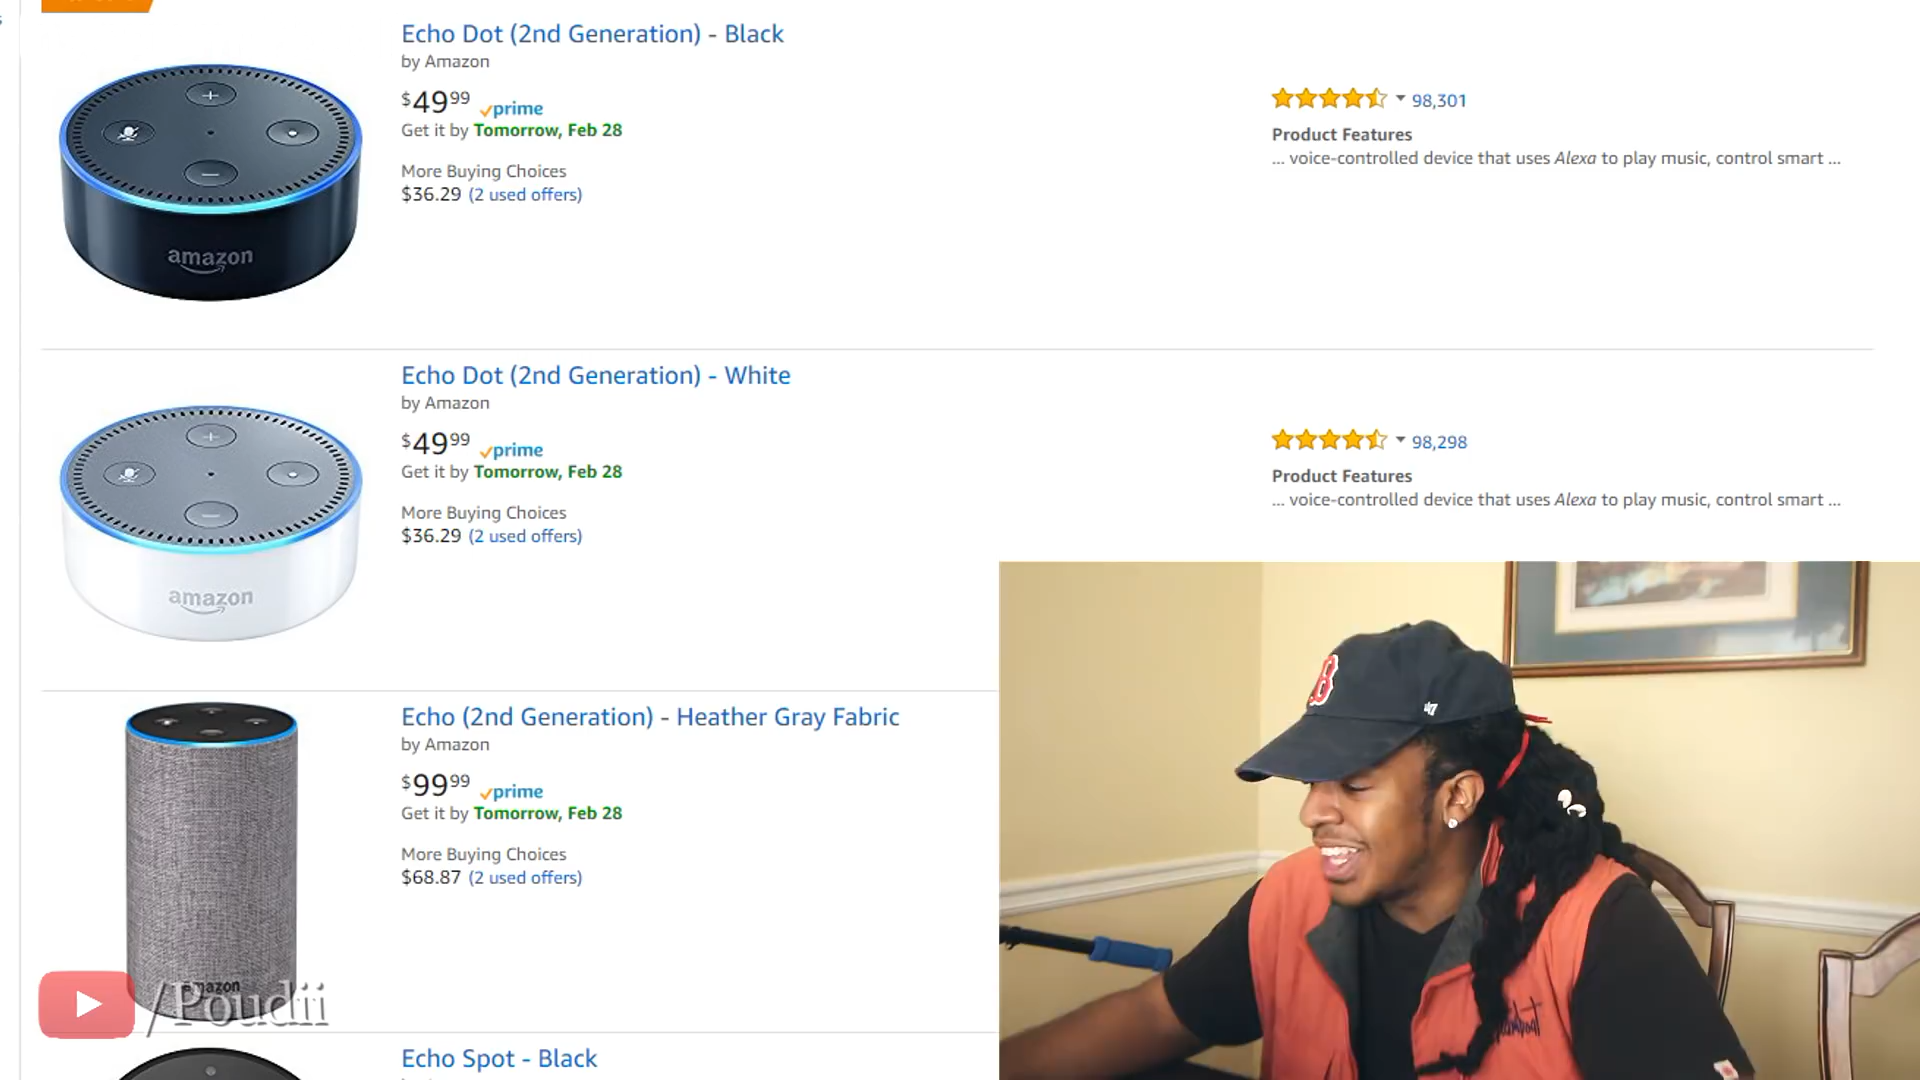 Echo Dot (2nd Generation) - Black
by Amazon
$49 99 prime
Get it by Tomorrow, Feb 28
More Buying Choices
$36.29 (2 used offers)
98,301
Product Features
... voice-controlled device that uses Alexa to play music, control smart ...
amazon
Echo Dot (2nd Generation) - White
by Amazon
$49 99 prime
Get it by Tomorrow, Feb 28
More Buying Choices
$36.29 (2 used offers)
98,298
Product Features
... voice-controlled device that uses Alexa to play music, control smart ...
amazon
Echo (2nd Generation) - Heather Gray Fabric
by Amazon
$99 99 prime
Get it by Tomorrow, Feb 28
More Buying Choices
$68.87 (2 used offers)
amazon
/Poudii
B
47
Echo Spot - Black